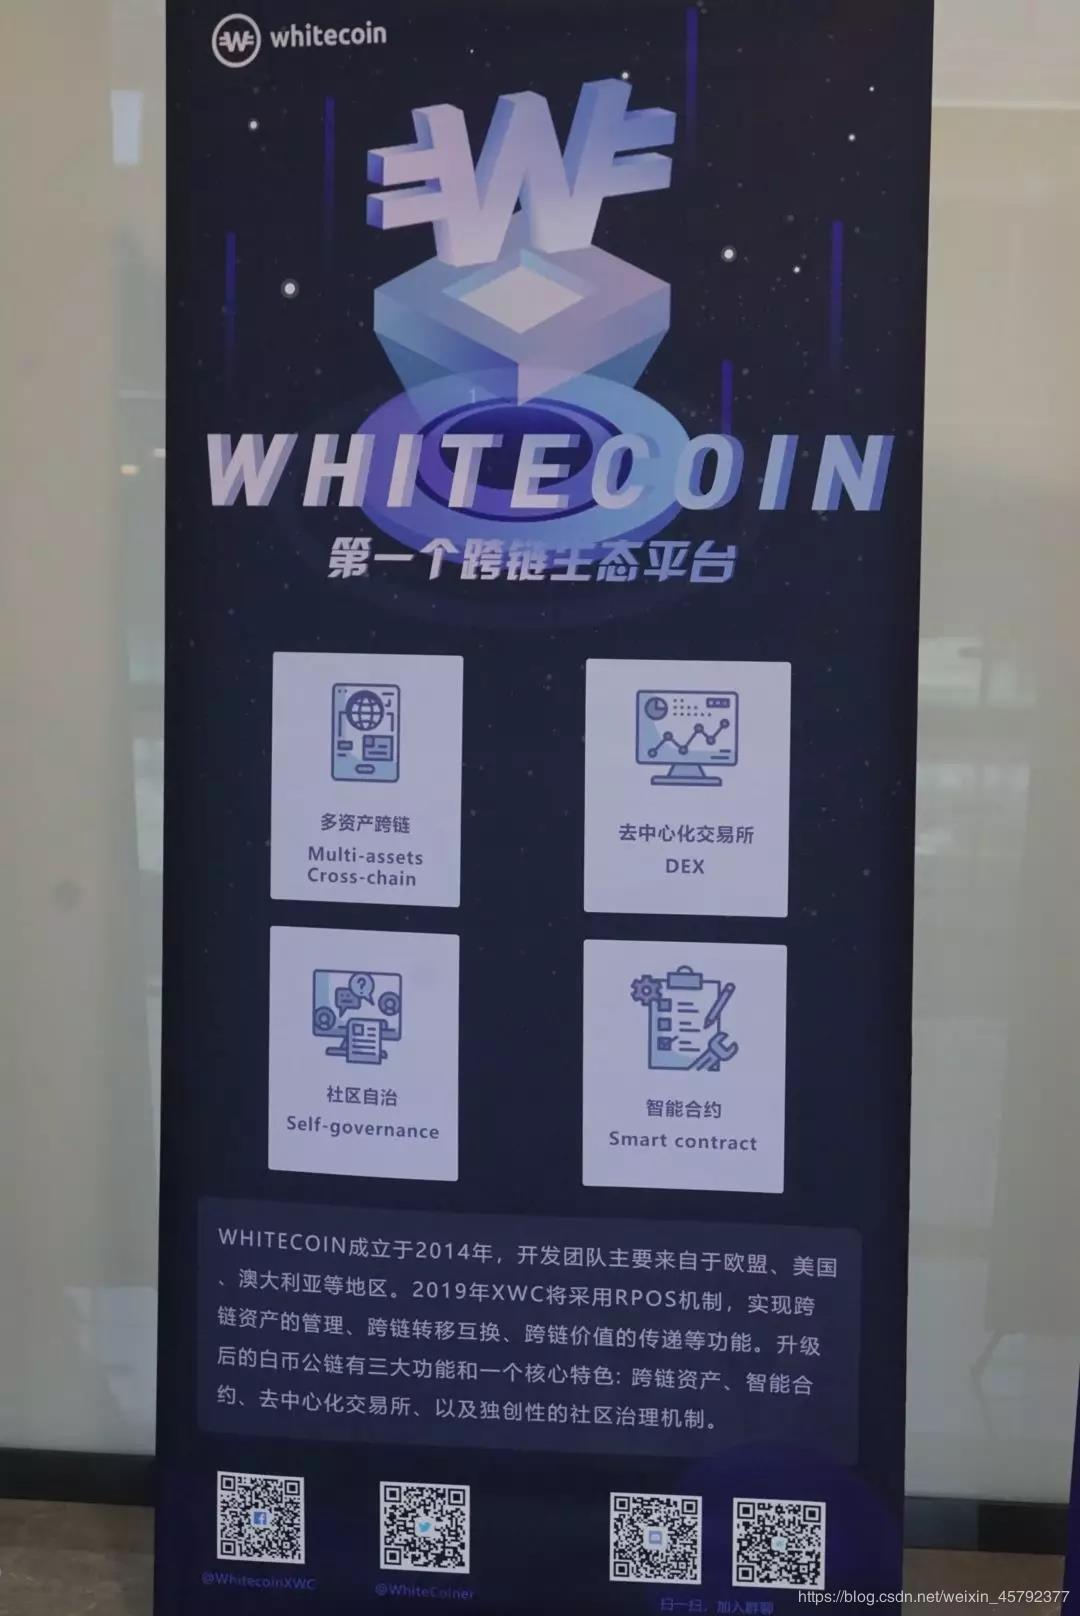 whitecoin
WHITECOIN
第一个跨链生态平台
多资产跨链
Multi-assets
Cross-chain
去中心化交易所
DEX
社区自治
Self-governance
智能合约
Smart contract
WHITECOIN成立于2014年，开发团队主要来自于欧盟、美国
、澳大利亚等地区。2019年XWC将采用RPOS机制，实现跨
链资产的管理、跨链转移互换、跨链价值的传递等功能。升级
后的白币公链有三大功能和一个核心特色: 跨链资产、智能合
约、去中心化交易所、以及独创性的社区治理机制。
@WhitecoinXWC
@WhiteCoiner
扫一扫，加入群聊
https://blog.csdn.net/weixin_45792377